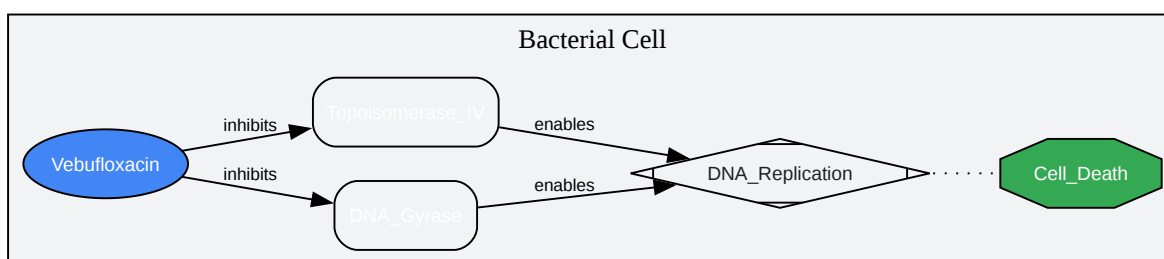 Bacterial Cell
Topoisomerase_IV
inhibits
enables
Vebufloxacin
DNA_Replication
Cell_Death
inhibits
enables
DNA_Gyrase